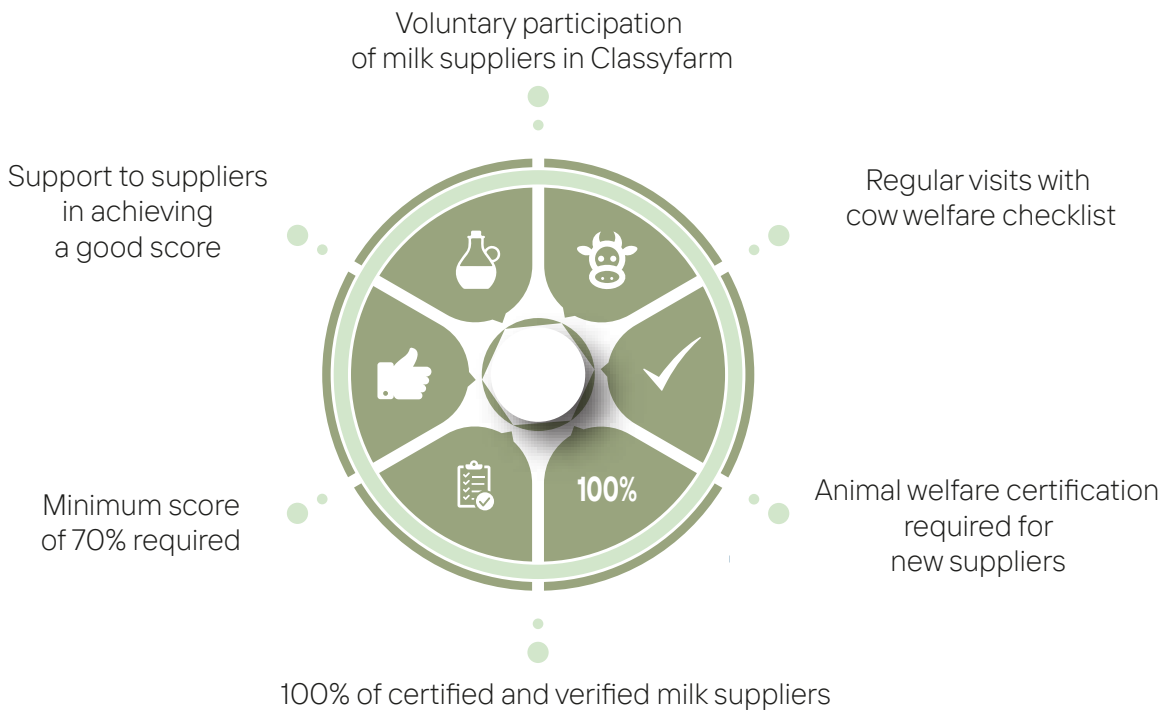 Voluntary participation
of milk suppliers in Classyfarm
Support to suppliers
in achieving
a good score
Regular visits with
cow welfare checklist
100%
Minimum score
of 70% required
Animal welfare certification
required for
new suppliers
100% of certified and verified milk suppliers